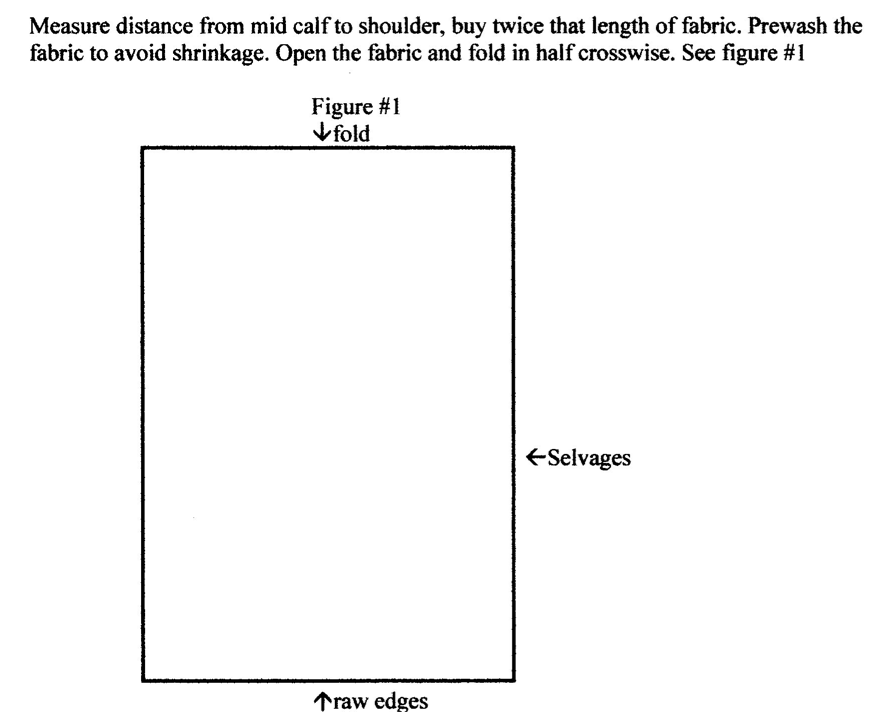 Measure distance from mid calf to shoulder, buy twice that length of fabric. Prewash the
fabric to avoid shrinkage. Open the fabric and fold in half crosswise. See figure #1
Figure #1
↓fold
←Selvages
↑raw edges